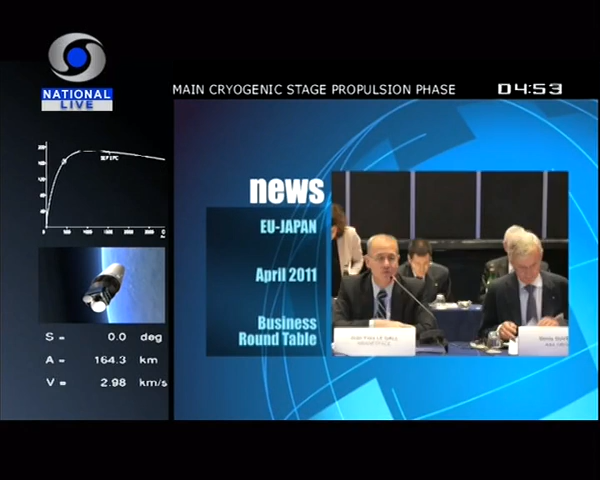 NATIONAL
LIVE
MAIN CRYOGENIC STAGE PROPULSION PHASE
04:53
news
EU-JAPAN
April 2011
Business
Round Table
S = 0.0 deg
A = 164.3 km
V = 2.98 km/s